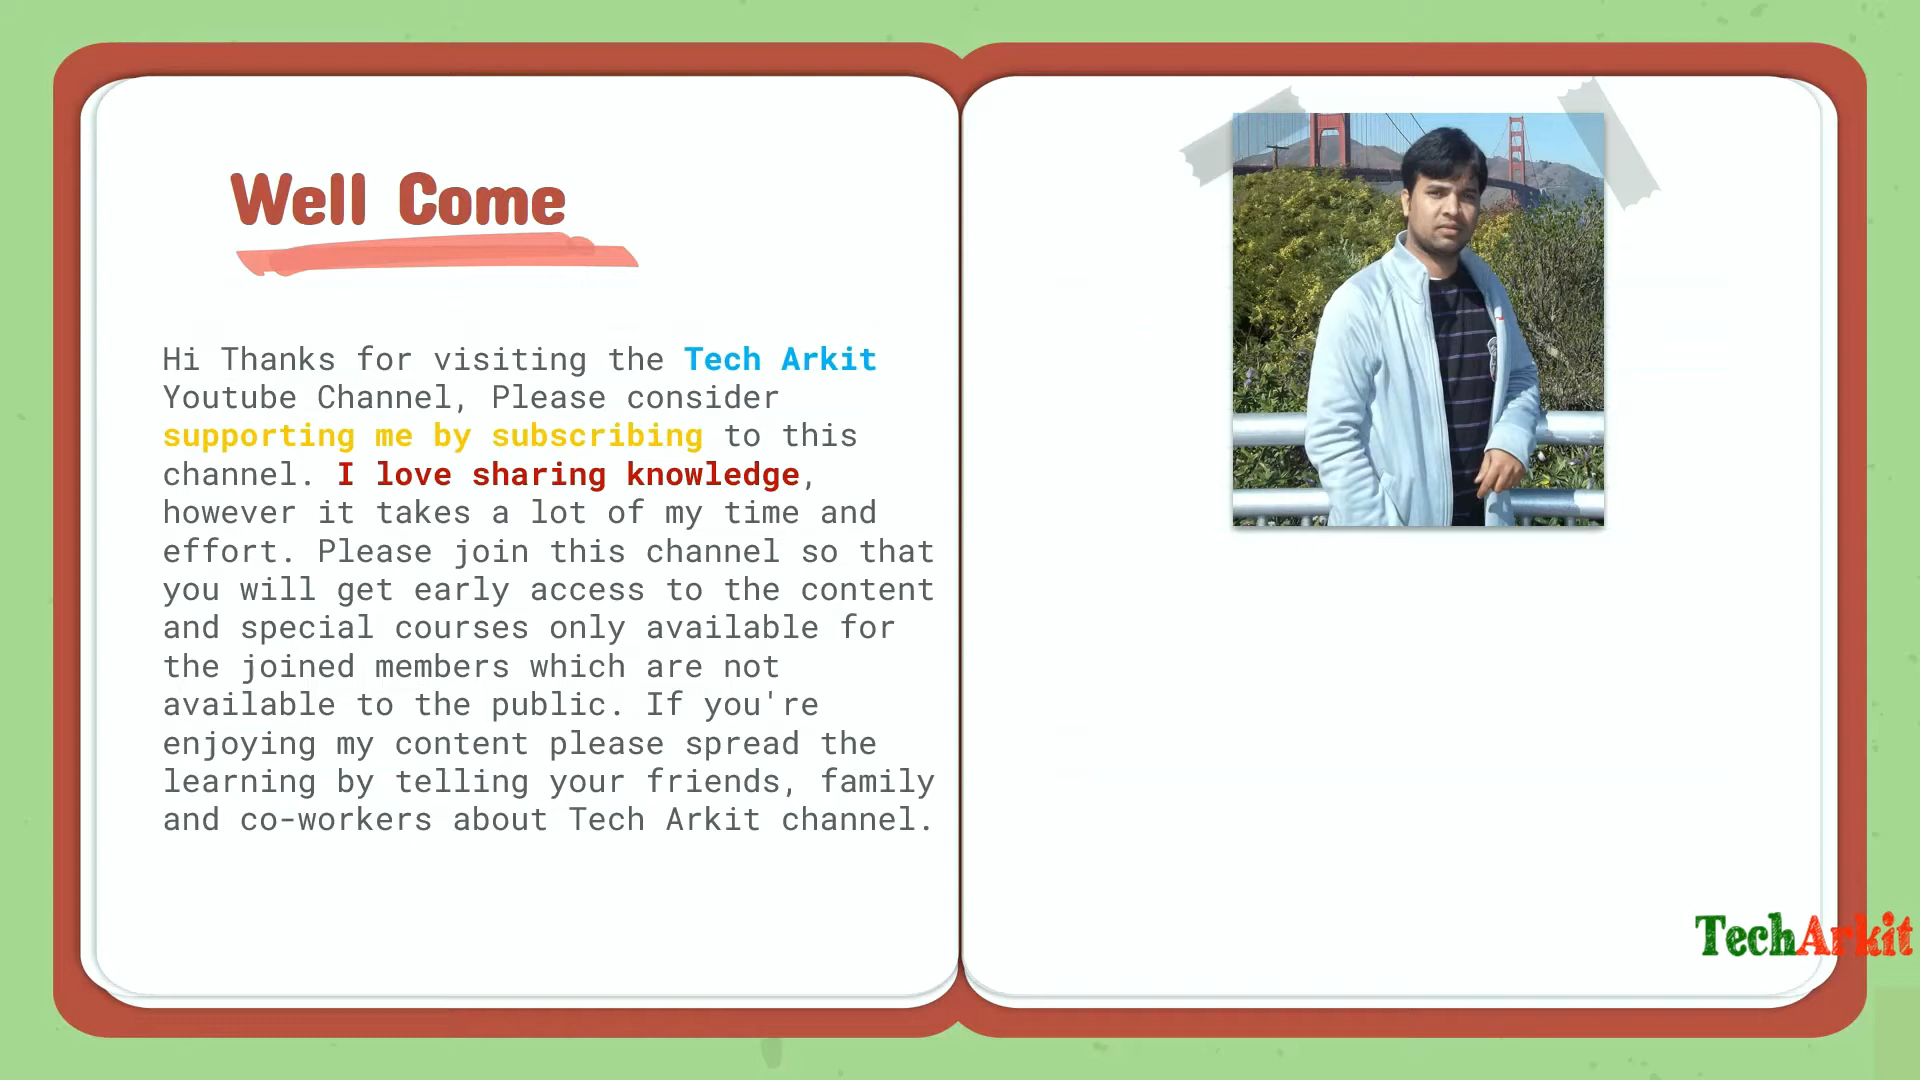 Well Come
Hi Thanks for visiting the Tech Arkit
Youtube Channel, Please consider
supporting me by subscribing to this
channel. I love sharing knowledge,
however it takes a lot of my time and
effort. Please join this channel so that
you will get early access to the content
and special courses only available for
the joined members which are not
available to the public. If you're
enjoying my content please spread the
learning by telling your friends, family
and co-workers about Tech Arkit channel.
TechArkit